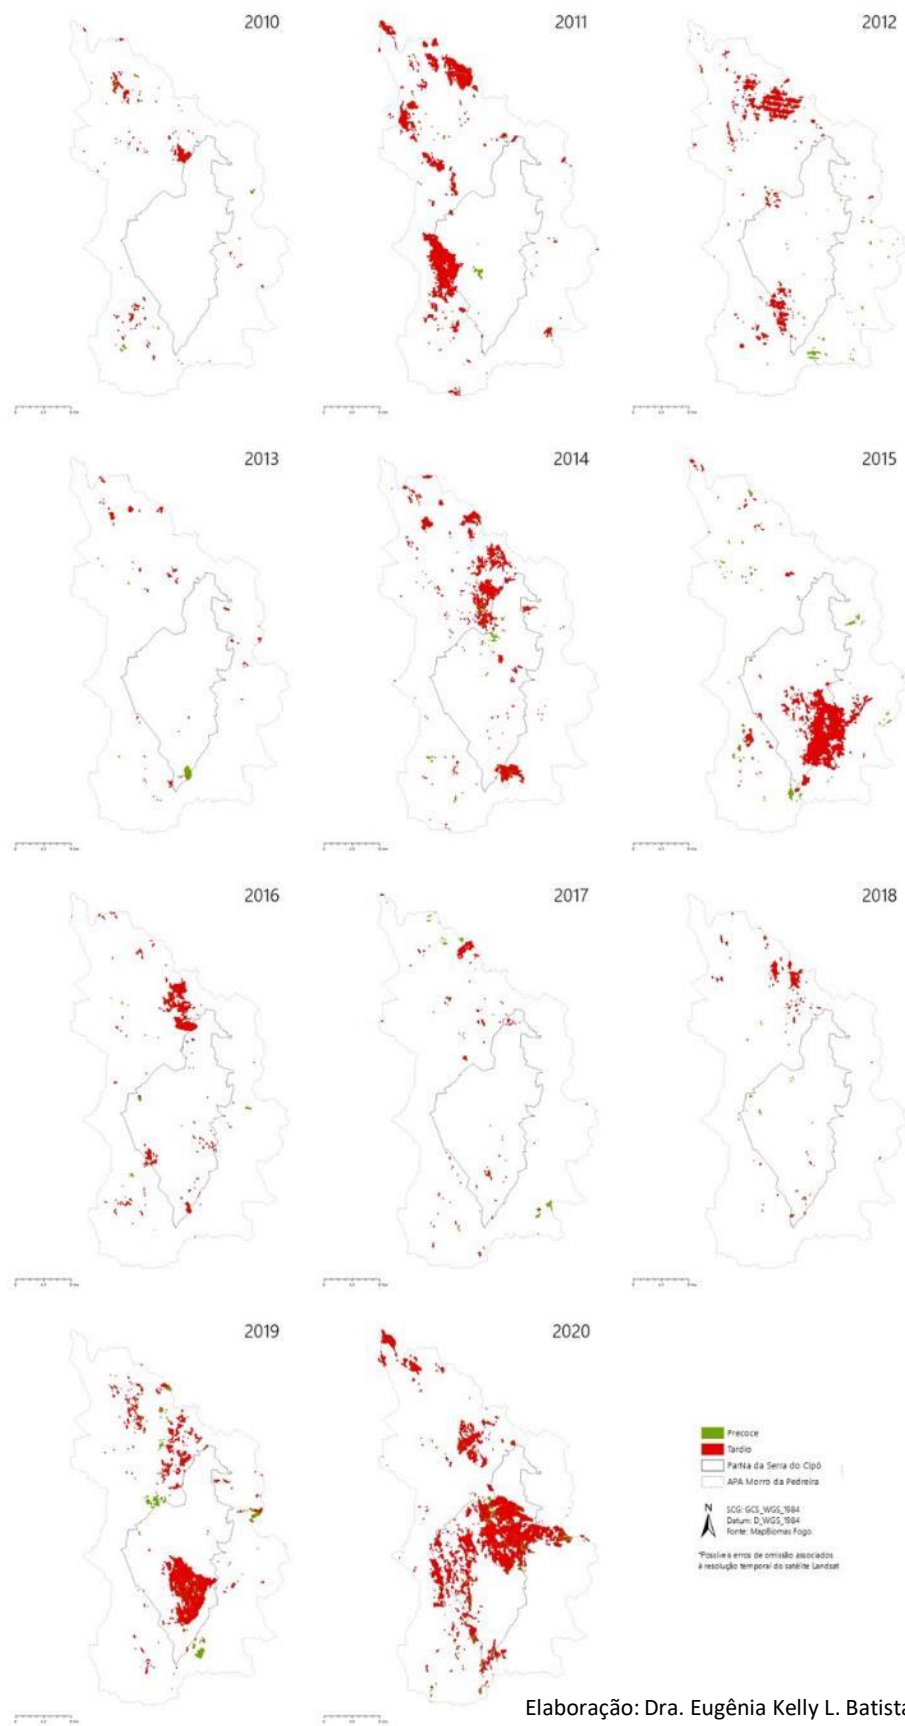 2010
2011
2012
2013
2014
2015
2016
2017
2018
2019
2020
Precoce
Tardio
ParNa da Serra do Cipó
APA Morro da Pedreira
N
SCG: GCS_WGS_1984
Datum: D_WGS_1984
Fonte: MapBiomas Fogo
*Possíveis erros de omissão associados
à resolução temporal do satélite Landsat
Elaboração: Dra. Eugênia Kelly L. Batista